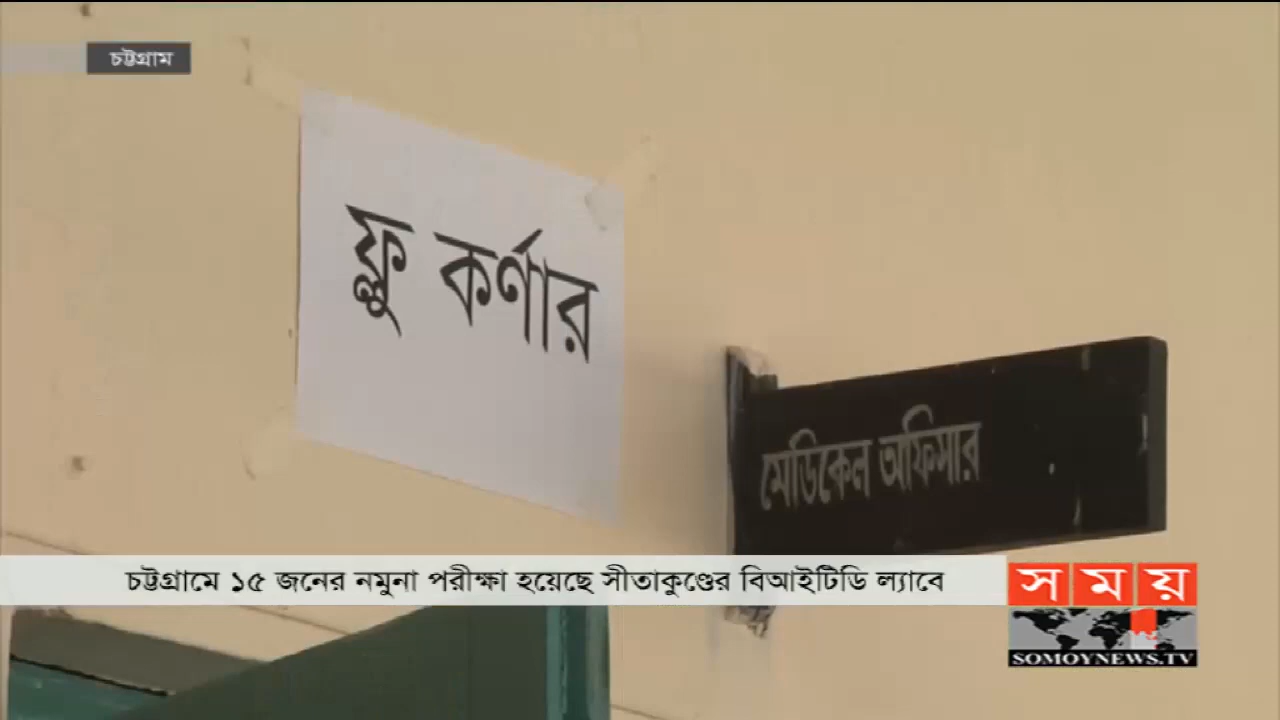 চট্টগ্রাম
ফ্লু কর্ণার
মেডিকেল অফিসার
চট্টগ্রামে ১৫ জনের নমুনা পরীক্ষা হয়েছে সীতাকুণ্ডের বিআইটিডি ল্যাবে
সময়
SOMOYNEWS.TV